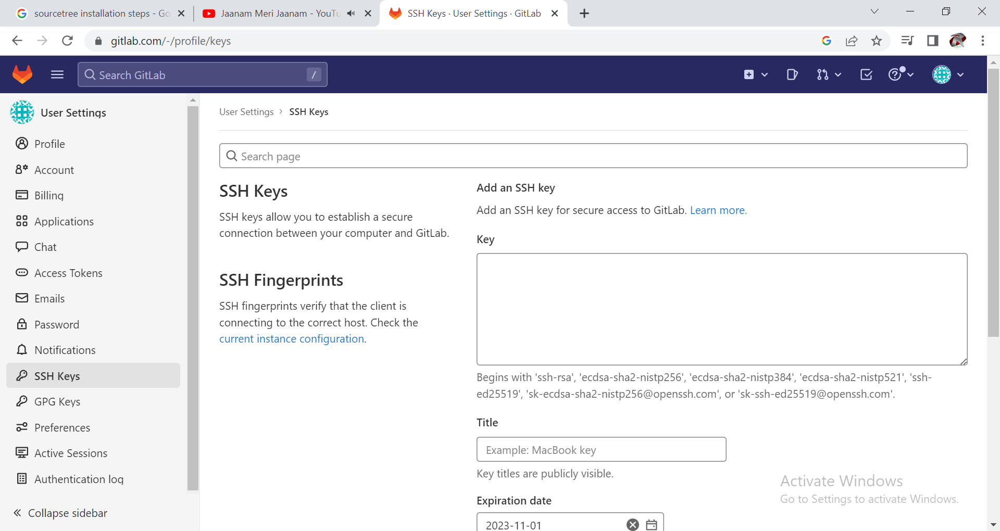 sourcetree installation steps - Go
Jaanam Meri Jaanam - YouTu
SSH Keys · User Settings · GitLab
gitlab.com/-/profile/keys
Search GitLab
/
User Settings
Profile
Account
Billing
Applications
Chat
Access Tokens
Emails
Password
Notifications
SSH Keys
GPG Keys
Preferences
Active Sessions
Authentication log
Collapse sidebar
User Settings › SSH Keys
Search page
SSH Keys
SSH keys allow you to establish a secure
connection between your computer and GitLab.
SSH Fingerprints
SSH fingerprints verify that the client is
connecting to the correct host. Check the
current instance configuration.
Add an SSH key
Add an SSH key for secure access to GitLab. Learn more.
Key
Begins with 'ssh-rsa', 'ecdsa-sha2-nistp256', 'ecdsa-sha2-nistp384', 'ecdsa-sha2-nistp521', 'ssh-
ed25519', 'sk-ecdsa-sha2-nistp256@openssh.com', or 'sk-ssh-ed25519@openssh.com'.
Title
Example: MacBook key
Key titles are publicly visible.
Expiration date
2023-11-01
Activate Windows
Go to Settings to activate Windows.